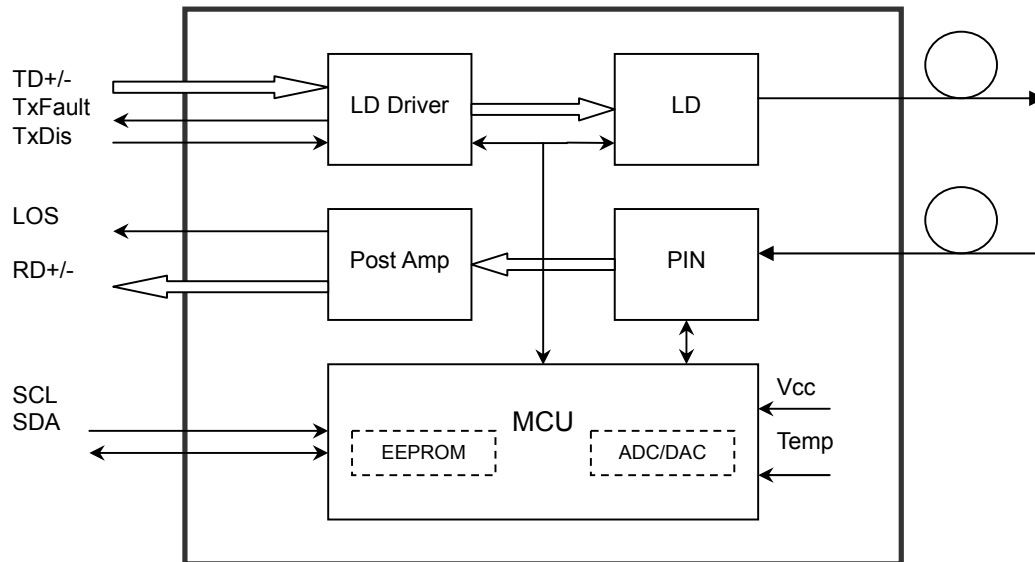 TD+/-
TxFault
TxDis
LD Driver
LD
LOS
RD+/-
Post Amp
PIN
SCL
SDA
MCU
EEPROM
ADC/DAC
Vcc
Temp